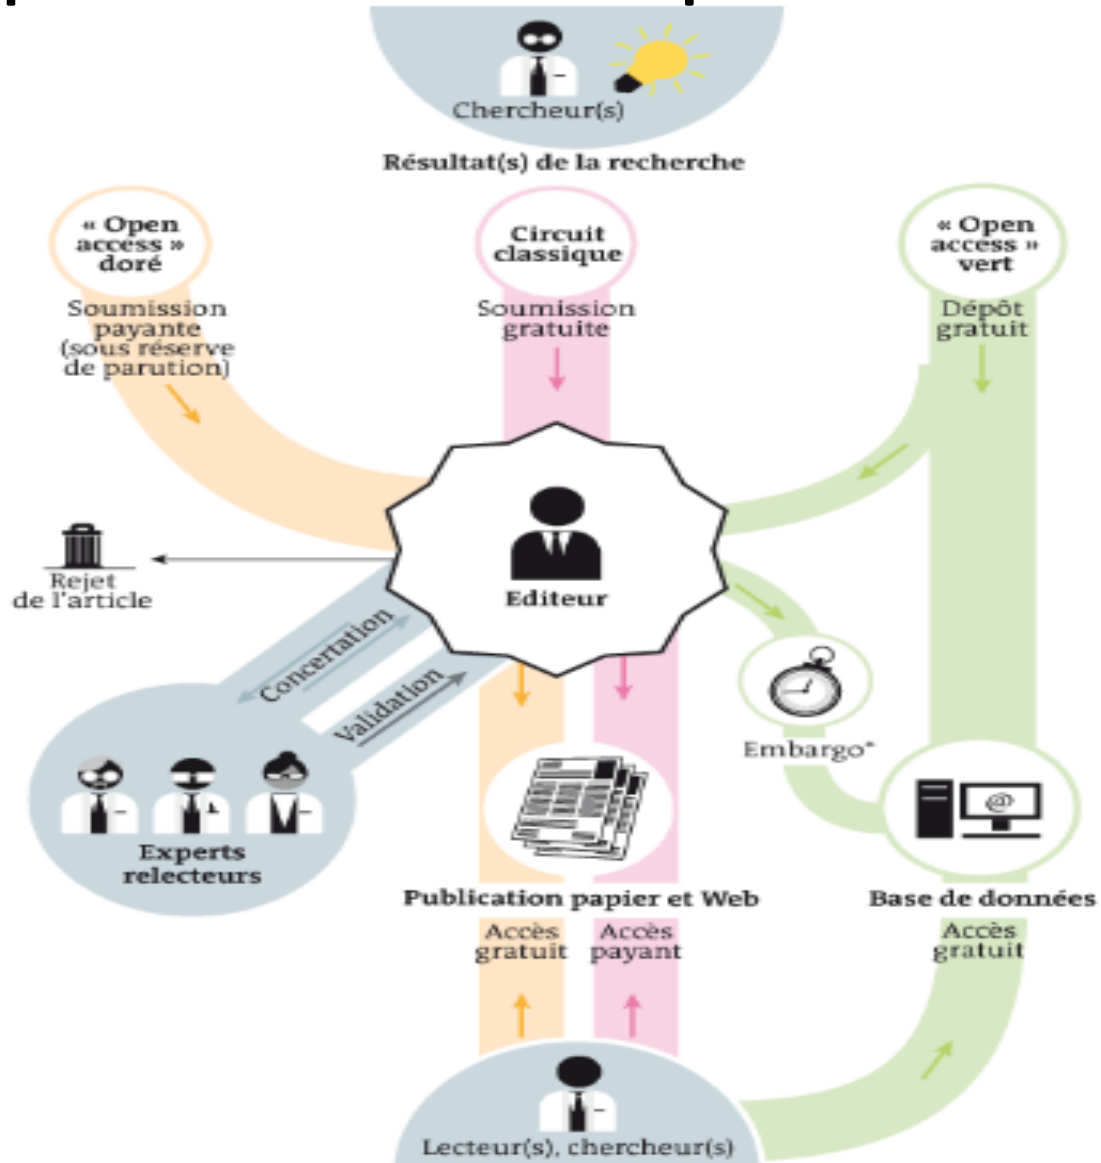 Chercheur(s)
Résultat(s) de la recherche
« Open
access »
doré
Soumission
payante
(sous réserve
de parution)
Circuit
classique
Soumission
gratuite
« Open
access »
vert
Dépôt
gratuit
Editeur
Rejet
de l'article
Concertation
Validation
Experts
relecteurs
Embargo*
@
Publication papier et Web
Base de données
Accès
gratuit
Accès
payant
Accès
gratuit
Lecteur(s), chercheur(s)